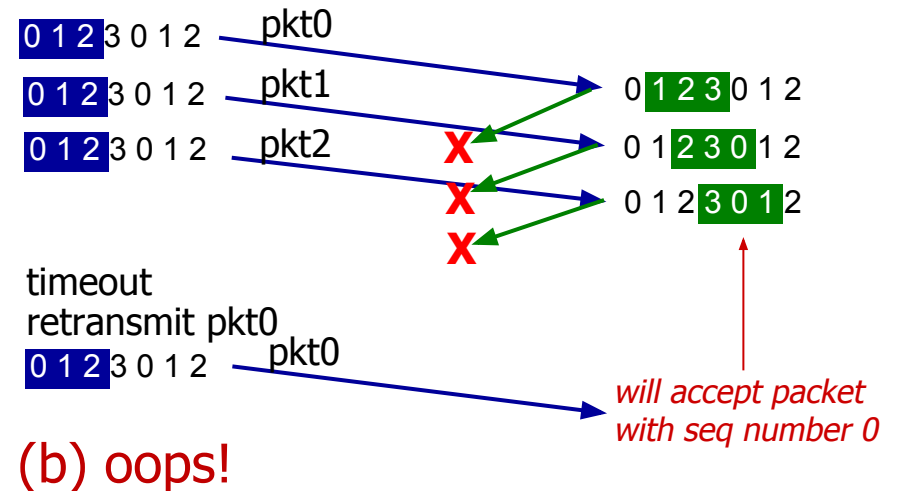 0 1 2 3 0 1 2 pkt0
0 1 2 3 0 1 2
0 1 2 3 0 1 2 pkt1
X 0 1 2 3 0 1 2
0 1 2 3 0 1 2 pkt2
X 0 1 2 3 0 1 2
X
timeout
retransmit pkt0
0 1 2 3 0 1 2 pkt0
will accept packet
with seq number 0
(b) oops!